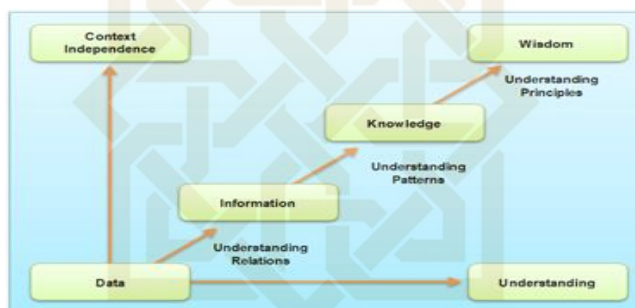 Context
Independence
Wisdom
Understanding
Principles
Knowledge
Understanding
Patterns
Information
Understanding
Relations
Data
Understanding